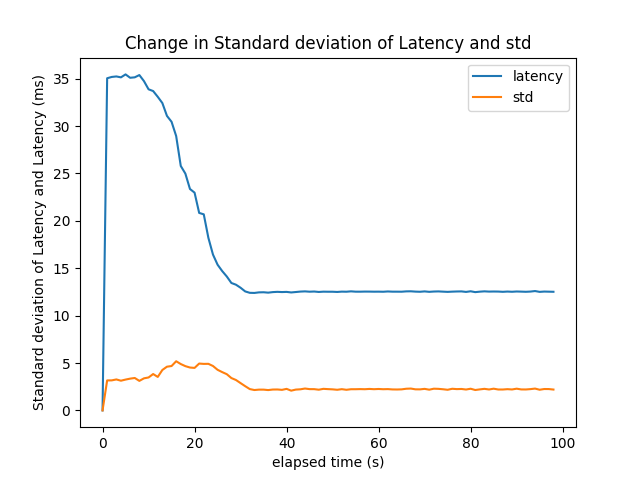 Change in Standard deviation of Latency and std
Standard deviation of Latency and Latency (ms)
35
30
25
20
15
10
5
0
latency
std
0 20 40 60 80 100
elapsed time (s)